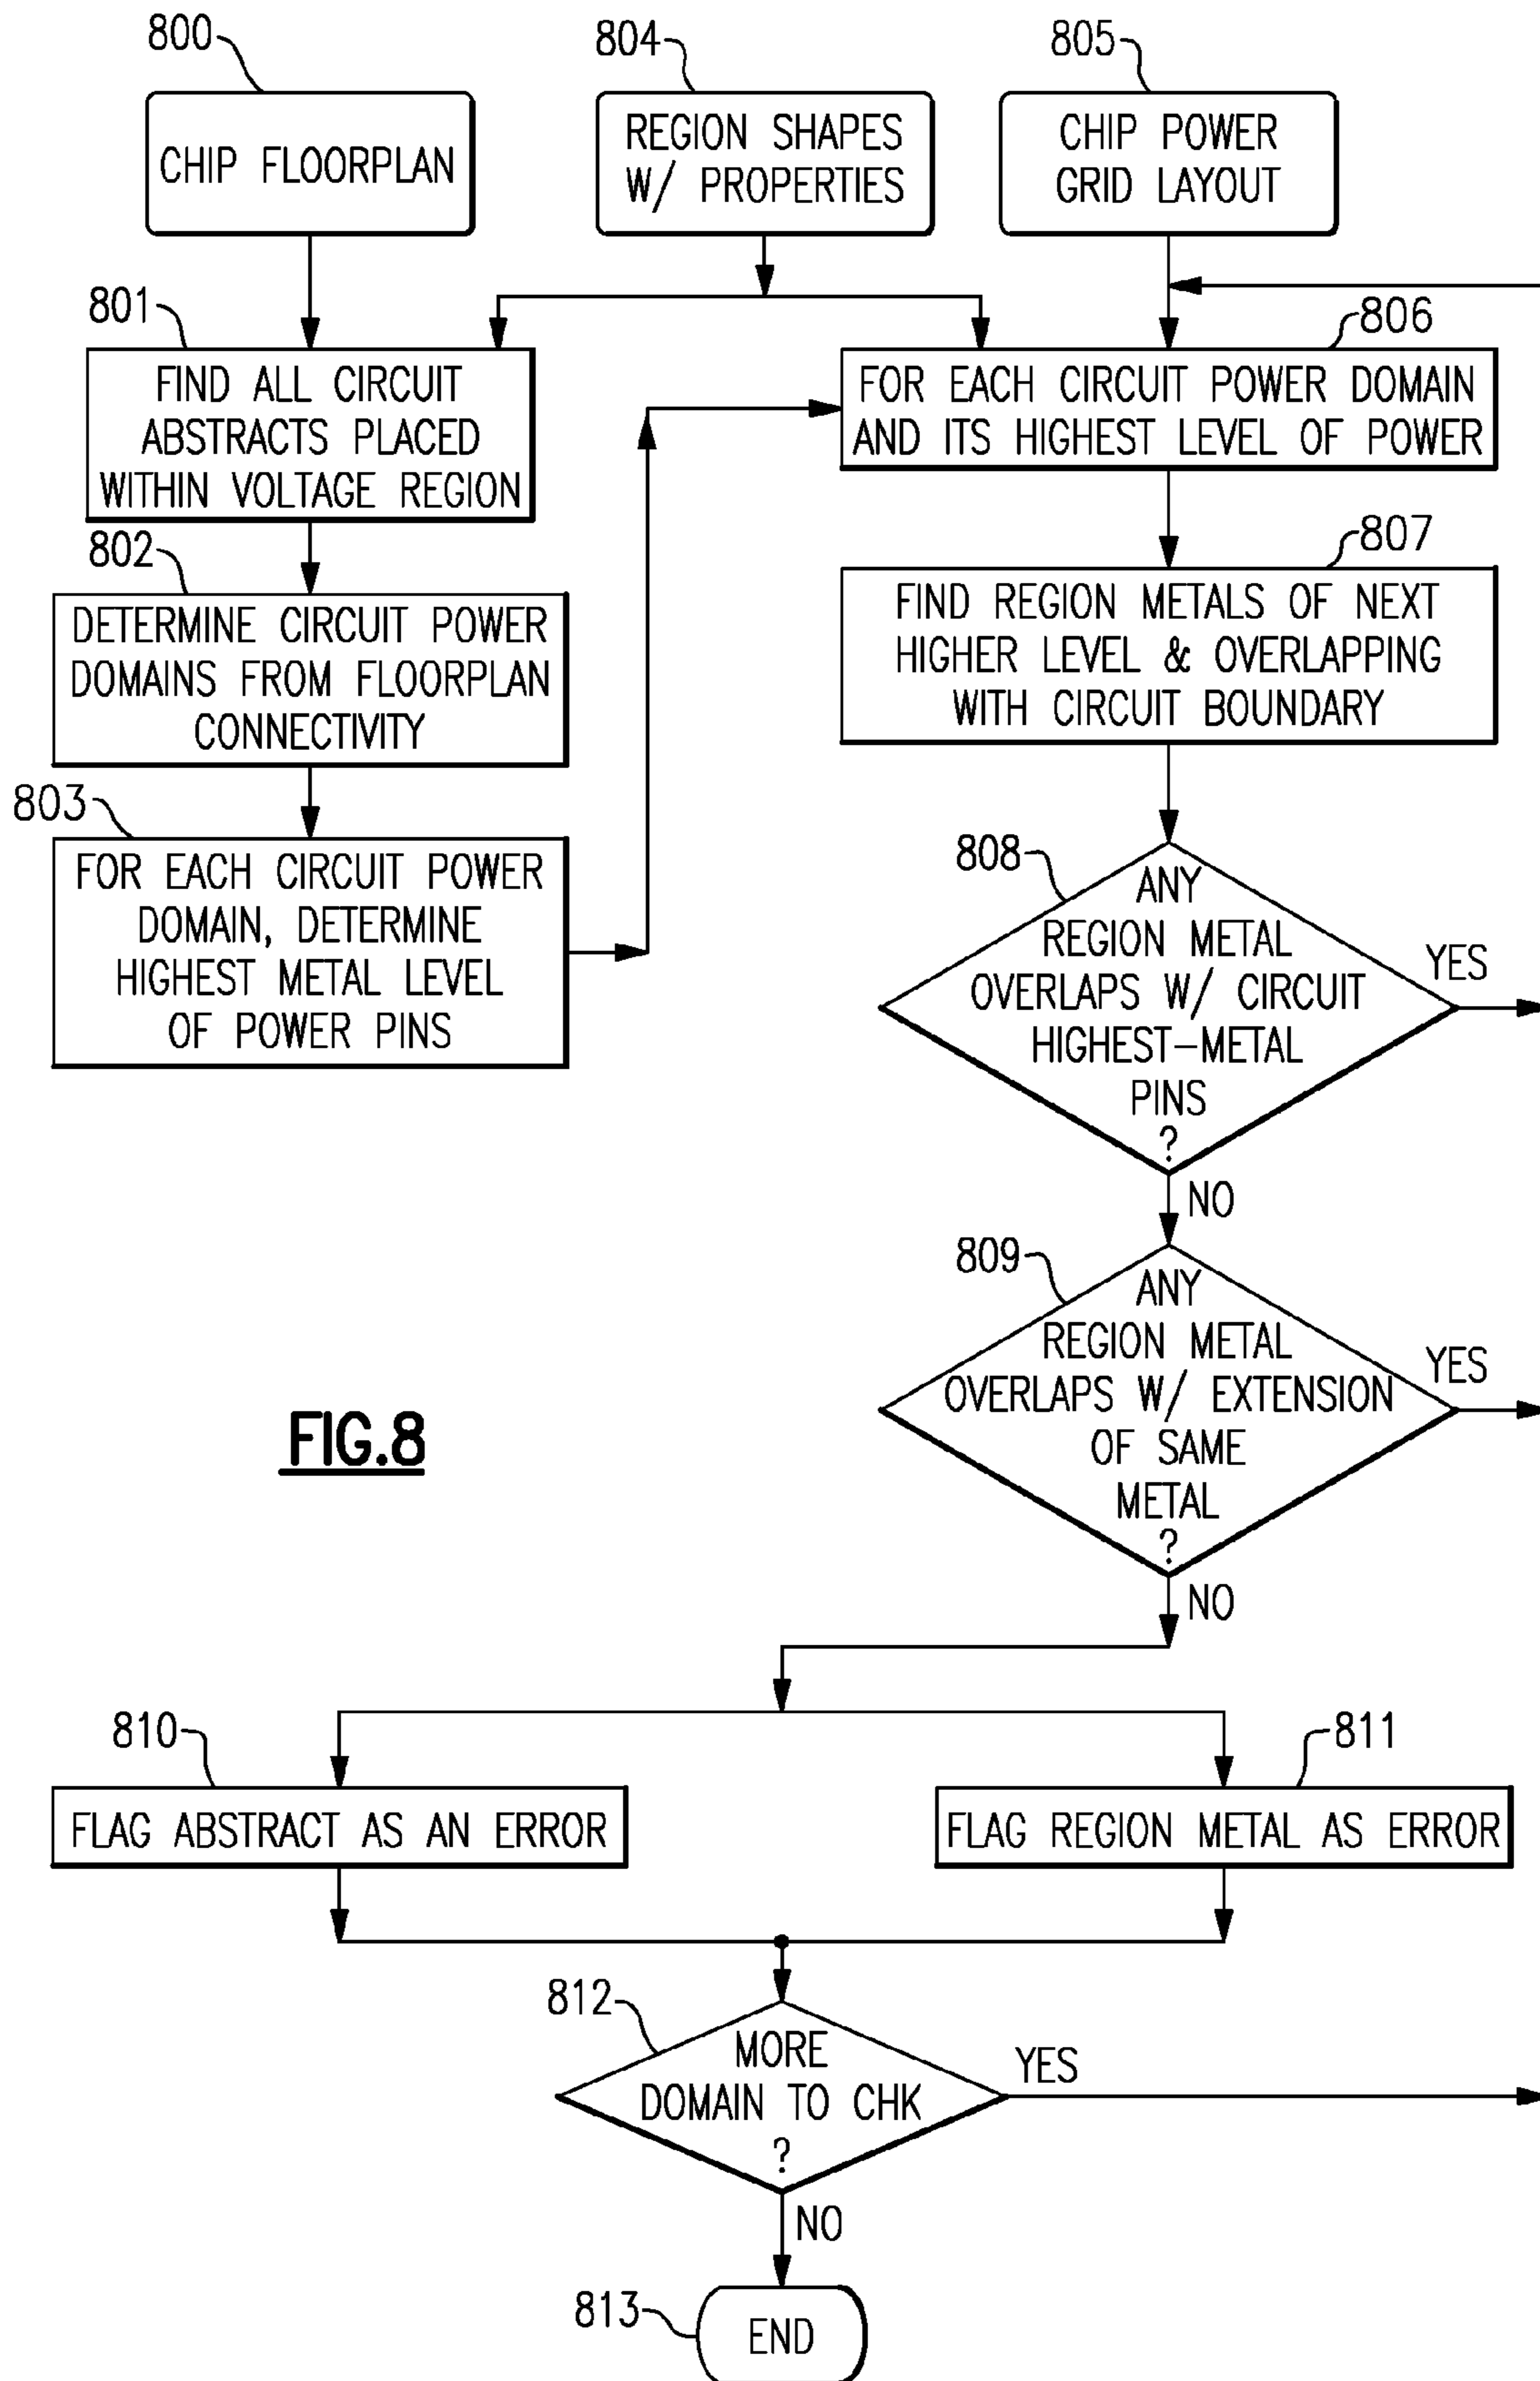 800
CHIP FLOORPLAN
804
REGION SHAPES
W/ PROPERTIES
805
CHIP POWER
GRID LAYOUT
801
FIND ALL CIRCUIT
ABSTRACTS PLACED
WITHIN VOLTAGE REGION
802
DETERMINE CIRCUIT POWER
DOMAINS FROM FLOORPLAN
CONNECTIVITY
803
FOR EACH CIRCUIT POWER
DOMAIN, DETERMINE
HIGHEST METAL LEVEL
OF POWER PINS
806
FOR EACH CIRCUIT POWER DOMAIN
AND ITS HIGHEST LEVEL OF POWER
807
FIND REGION METALS OF NEXT
HIGHER LEVEL & OVERLAPPING
WITH CIRCUIT BOUNDARY
808
ANY
REGION METAL
OVERLAPS W/ CIRCUIT
HIGHEST-METAL
PINS
?
YES
NO
809
ANY
REGION METAL
OVERLAPS W/ EXTENSION
OF SAME
METAL
?
YES
NO
FIG.8
810
FLAG ABSTRACT AS AN ERROR
811
FLAG REGION METAL AS ERROR
812
MORE
DOMAIN TO CHK
?
YES
NO
813
END